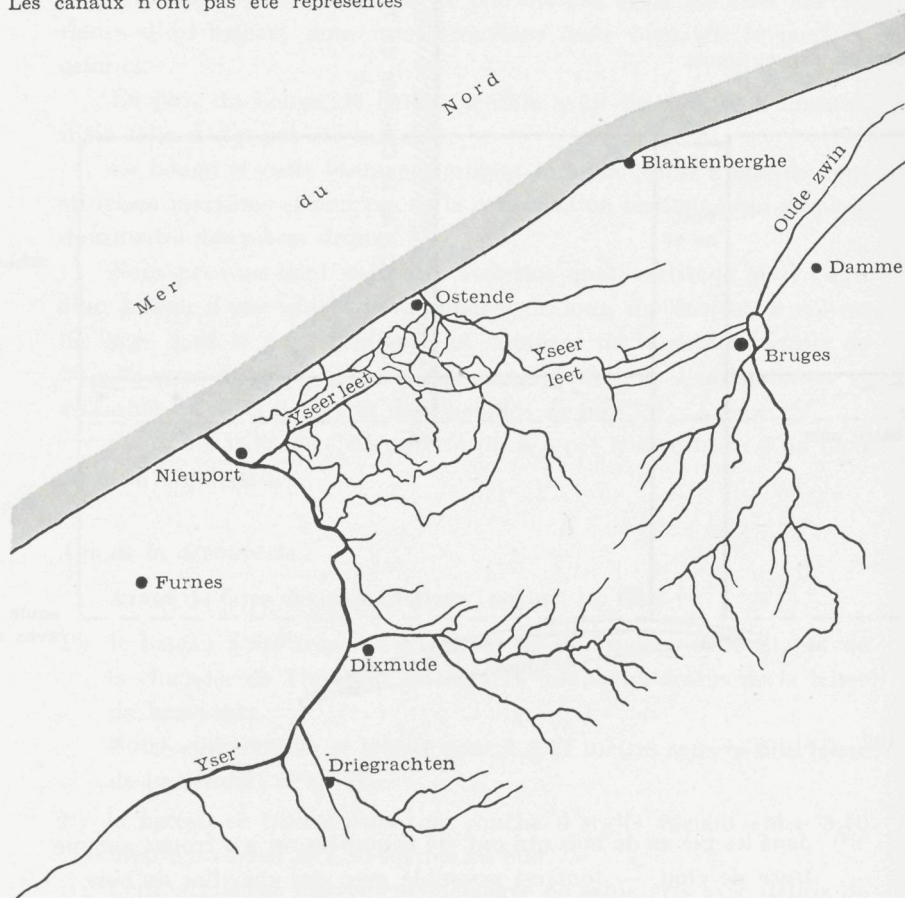 Les canaux n'ont pas été représentés
Mer du Nord
Blankenberghe
Oude zwin
Damme
Ostende
Yseer
leet
Bruges
Yseer leet
Nieuport
Furnes
Dixmude
Yser
Driegrachten